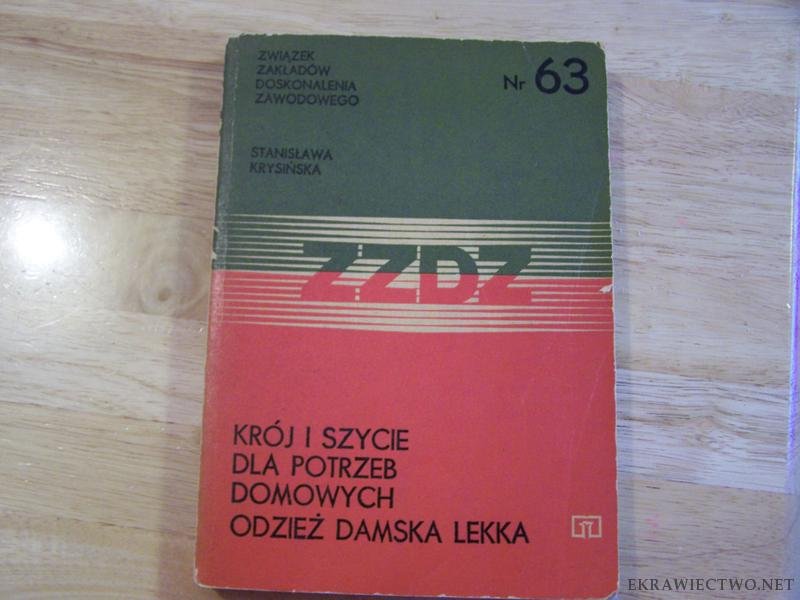 ZWIĄZEK
ZAKŁADÓW
DOSKONALENIA
ZAWODOWEGO
Nr 63
STANISŁAWA
KRYSIŃSKA
ZZDZ
KRÓJ I SZYCIE
DLA POTRZEB
DOMOWYCH
ODZIEŻ DAMSKA LEKKA
EKRAWIECTWO.NET